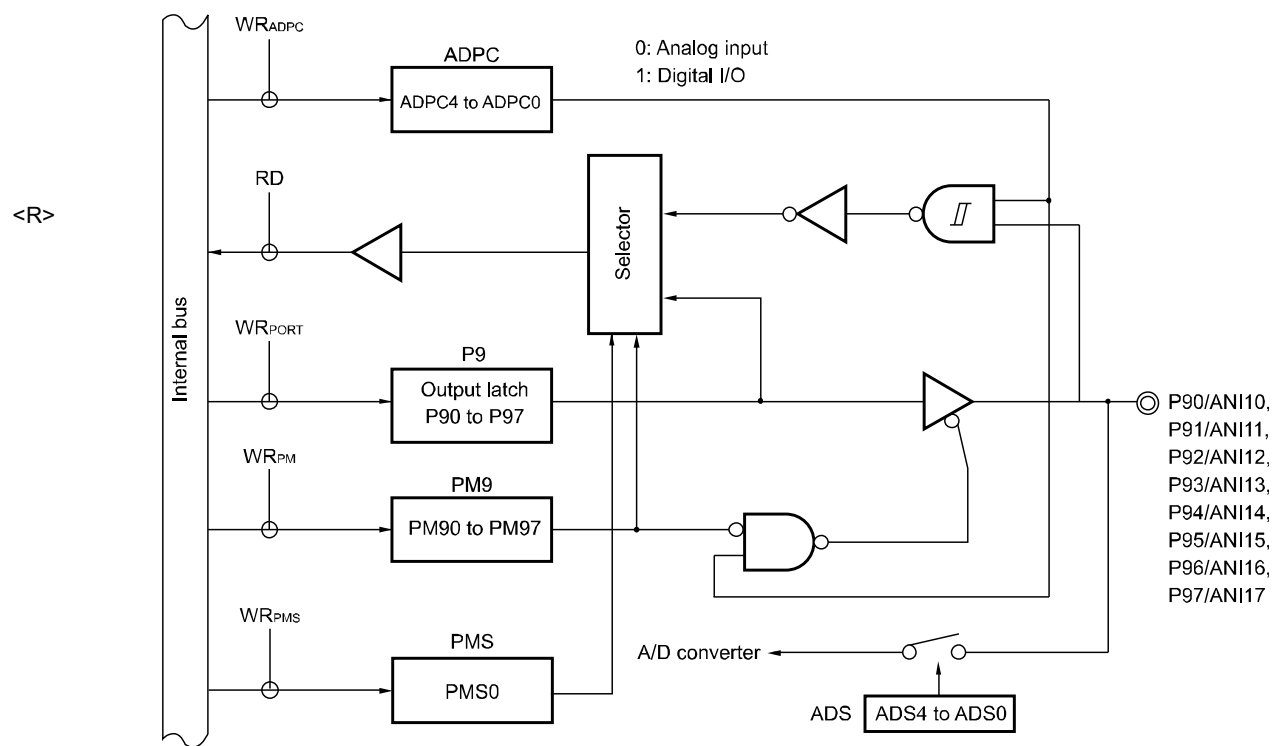 WRADPC
ADPC
ADPC4 to ADPC0
0: Analog input
1: Digital I/O
<R>
RD
Selector
Internal bus
WRPORT
P9
Output latch
P90 to P97
WRPM
PM9
PM90 to PM97
P90/ANI10,
P91/ANI11,
P92/ANI12,
P93/ANI13,
P94/ANI14,
P95/ANI15,
P96/ANI16,
P97/ANI17
WRPMS
PMS
PMS0
A/D converter
ADS
ADS4 to ADS0